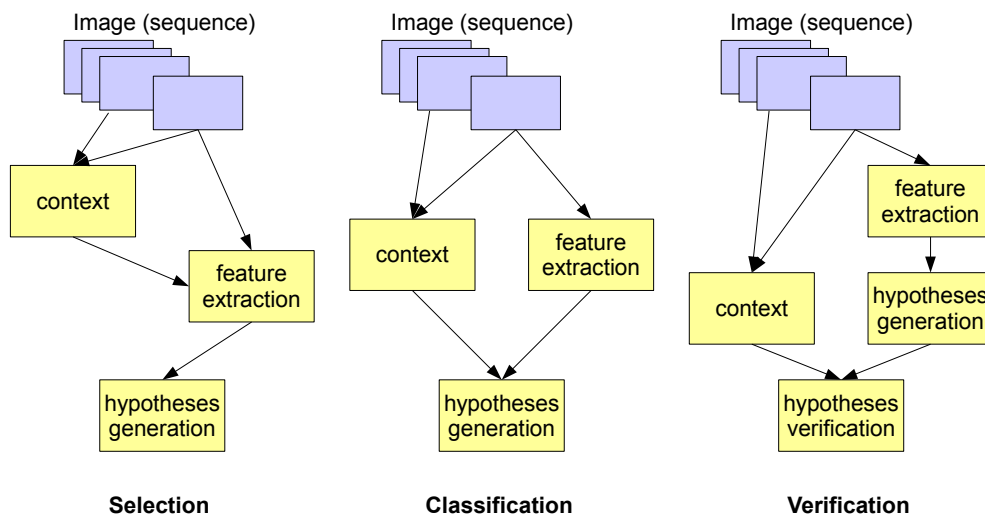 Image (sequence)
context
feature
extraction
hypotheses
generation
Selection
Image (sequence)
context
feature
extraction
hypotheses
generation
Classification
Image (sequence)
feature
extraction
context
hypotheses
generation
hypotheses
verification
Verification